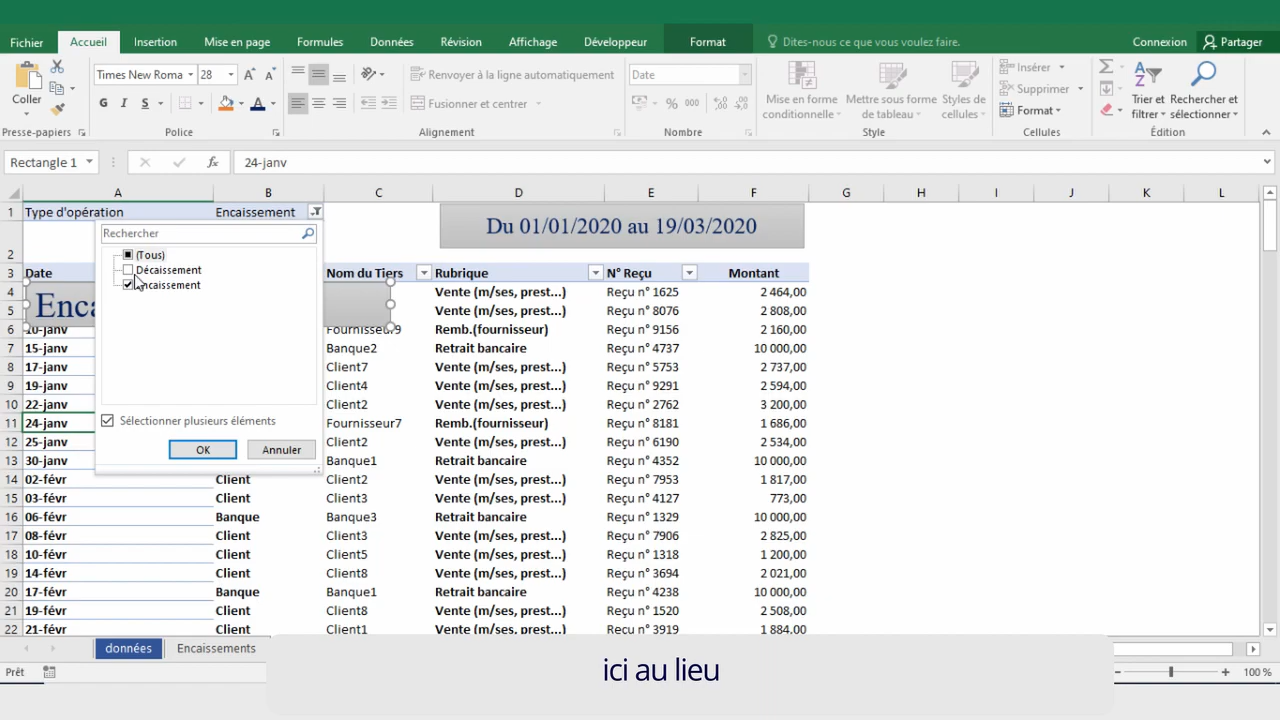 Fichier Accueil Insertion Mise en page Formules Données Révision Affichage Développeur Format Dites-nous ce que vous voulez faire. Connexion Partager
Times New Roma 28 Renvoyer à la ligne automatiquement Date Insérer
Coller Fusionner et centrer % 000 Mise en forme conditionnelle Mettre sous forme de tableau Styles de cellules Supprimer Format Trier et filtrer Rechercher et sélectionner
Presse-papiers Police Alignement Nombre Style Cellules Édition
Rectangle 1 fx 24-janv
A B C D E F G H I J K L
1 Type d'opération Encaissement Du 01/01/2020 au 19/03/2020
2
Rechercher
(Tous)
Décaissement
Encaissement
Sélectionner plusieurs éléments
OK Annuler
3 Date Nom du Tiers Rubrique N° Reçu Montant
4 Enca Vente (m/ses, prest...) Reçu n° 1625 2 464,00
5 Vente (m/ses, prest...) Reçu n° 8076 2 808,00
6 10-janv Fournisseur9 Remb.(fournisseur) Reçu n° 9156 2 160,00
7 15-janv Banque2 Retrait bancaire Reçu n° 4737 10 000,00
8 17-janv Client7 Vente (m/ses, prest...) Reçu n° 5753 2 737,00
9 19-janv Client4 Vente (m/ses, prest...) Reçu n° 9291 2 594,00
10 22-janv Client2 Vente (m/ses, prest...) Reçu n° 2762 3 200,00
11 24-janv Fournisseur7 Remb.(fournisseur) Reçu n° 8181 1 686,00
12 25-janv Client2 Vente (m/ses, prest...) Reçu n° 6190 2 534,00
13 30-janv Banque1 Retrait bancaire Reçu n° 4352 10 000,00
14 02-févr Client Client2 Vente (m/ses, prest...) Reçu n° 7953 1 817,00
15 03-févr Client Client3 Vente (m/ses, prest...) Reçu n° 4127 773,00
16 06-févr Banque Banque3 Retrait bancaire Reçu n° 1329 10 000,00
17 08-févr Client Client3 Vente (m/ses, prest...) Reçu n° 7906 2 825,00
18 10-févr Client Client5 Vente (m/ses, prest...) Reçu n° 1318 1 200,00
19 14-févr Client Client8 Vente (m/ses, prest...) Reçu n° 3694 2 021,00
20 17-févr Banque Banque1 Retrait bancaire Reçu n° 4238 10 000,00
21 19-févr Client Client8 Vente (m/ses, prest...) Reçu n° 1520 2 508,00
22 21-févr Client Client1 Vente (m/ses, prest...) Reçu n° 3919 1 884,00
données Encaissements
ici au lieu
Prêt 100 %